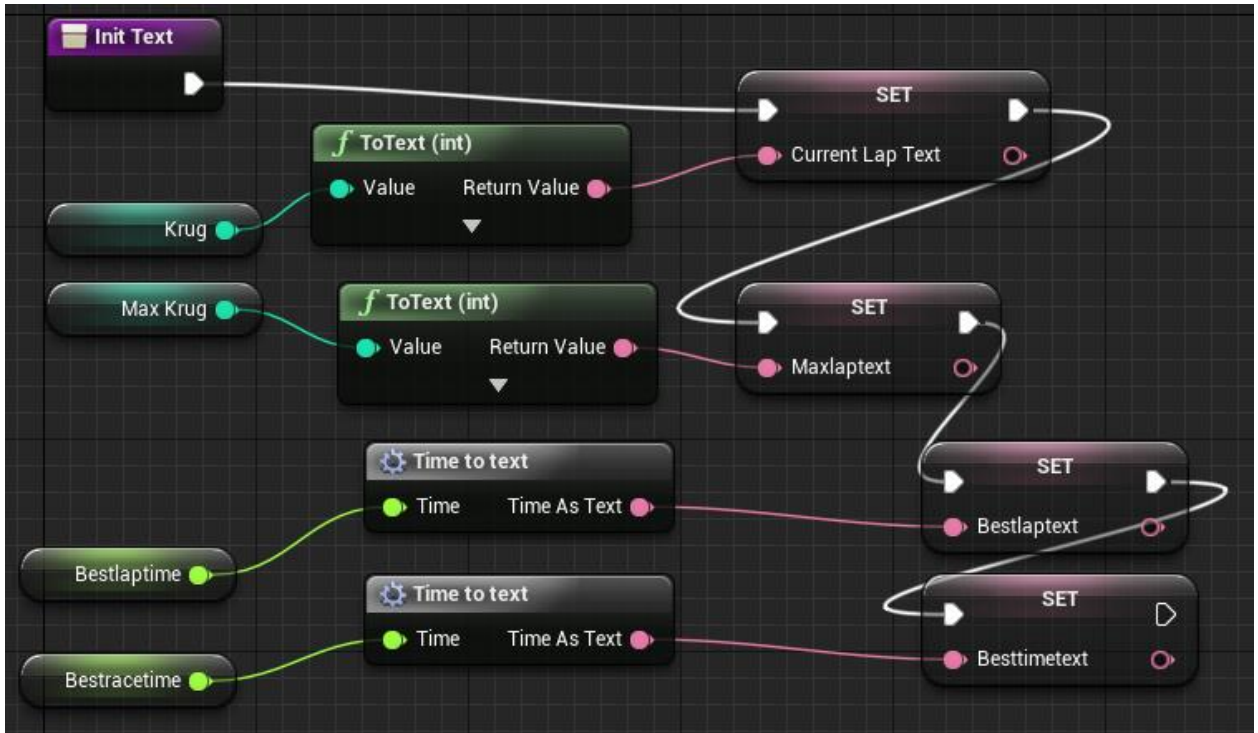 Init Text
SET
Current Lap Text
ƒ ToText (int)
Value Return Value
Krug
ƒ ToText (int)
Value Return Value
Max Krug
SET
Maxlaptext
Time to text
Time Time As Text
Bestlaptime
SET
Bestlaptext
Time to text
Time Time As Text
Bestracetime
SET
Besttimetext